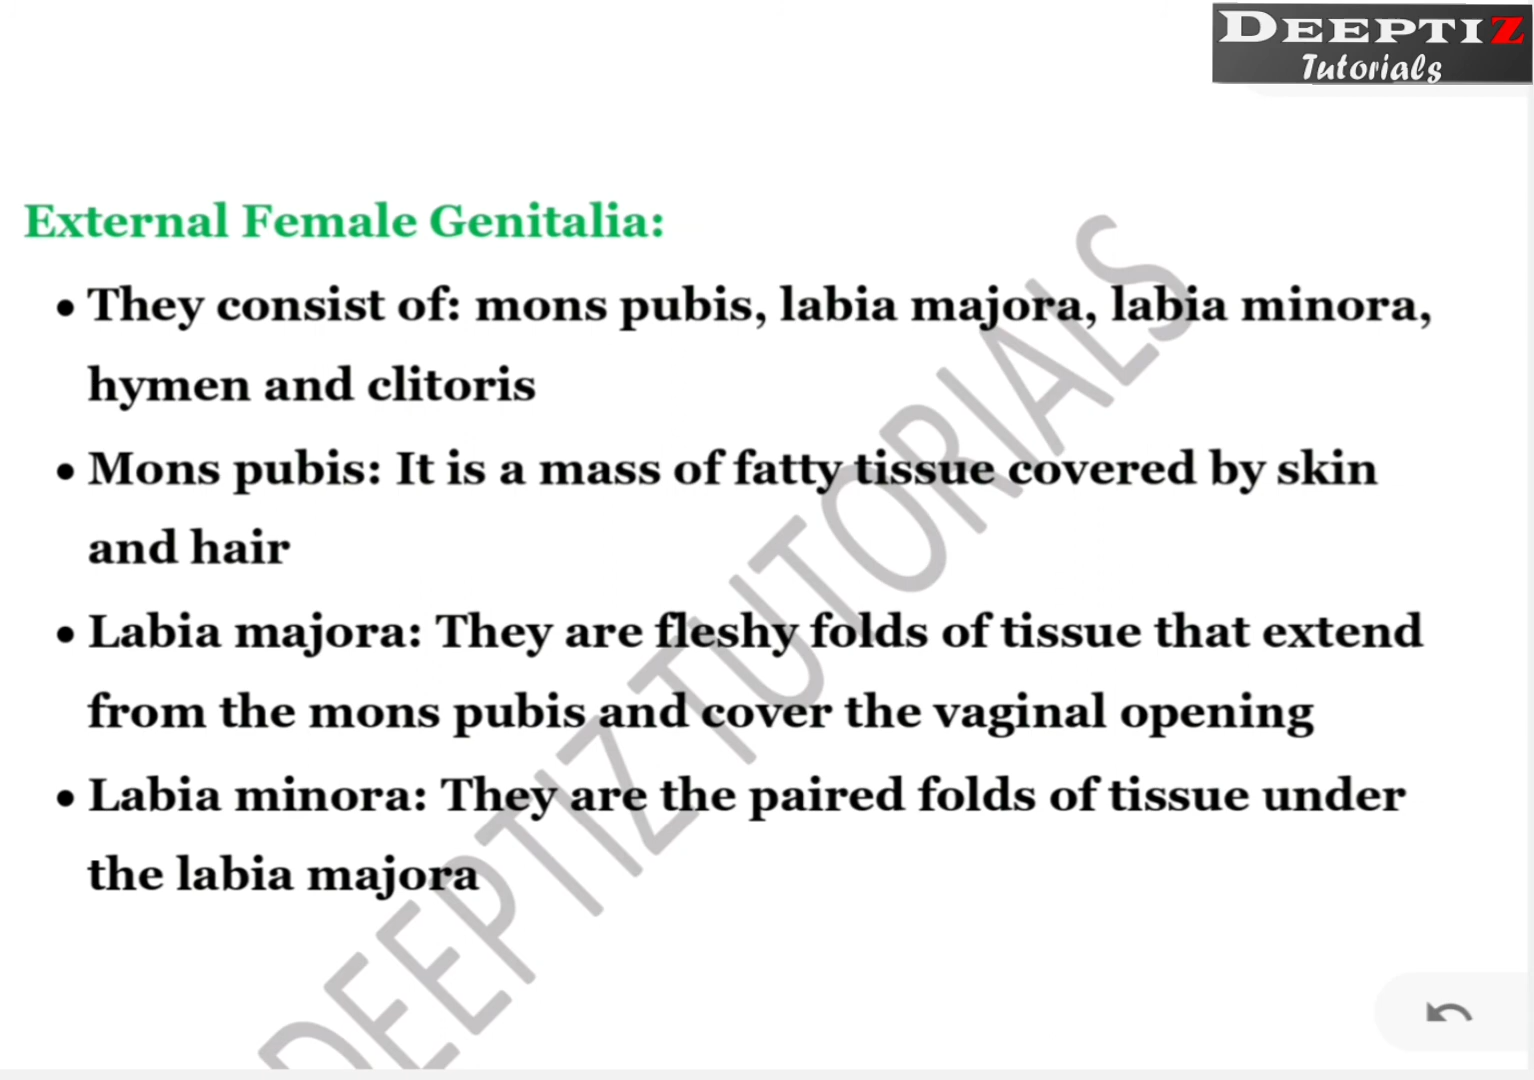 DEEPTIZ
Tutorials
External Female Genitalia:
• They consist of: mons pubis, labia majora, labia minora,
hymen and clitoris
• Mons pubis: It is a mass of fatty tissue covered by skin
and hair
• Labia majora: They are fleshy folds of tissue that extend
from the mons pubis and cover the vaginal opening
• Labia minora: They are the paired folds of tissue under
the labia majora
DEEPTIZ TUTORIALS